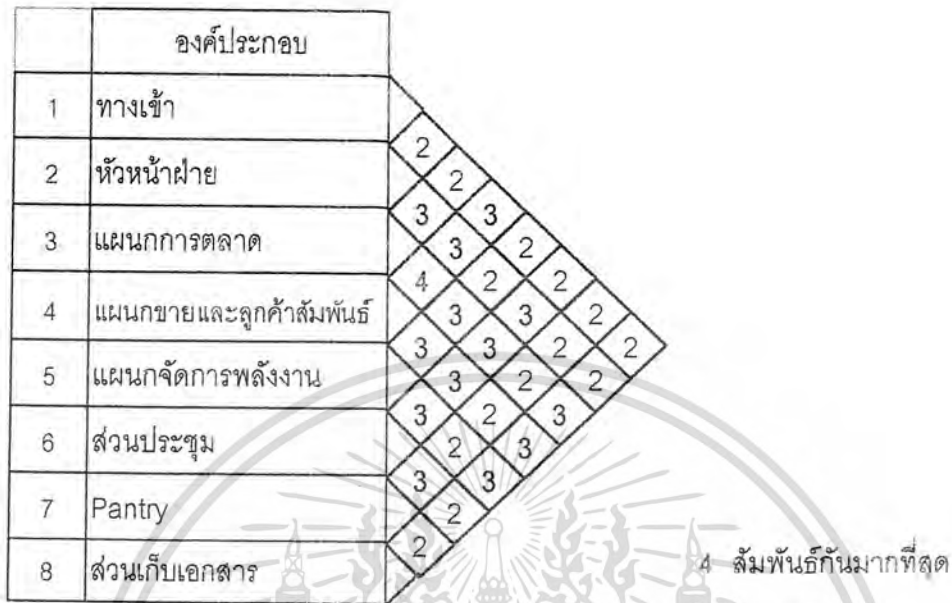 องค์ประกอบ
1 ทางเข้า
2
2 หัวหน้าฝ่าย
2
3 3
3 แผนกการตลาด
3 2
4 2 2
4 แผนกขายและลูกค้าสัมพันธ์
3 3 2
3 3 2 2
5 แผนกจัดการพลังงาน
3 2 2
3 2 3
6 ส่วนประชุม
2 3
3 3
7 Pantry
2
2
8 ส่วนเก็บเอกสาร
4 สัมพันธ์กันมากที่สุด